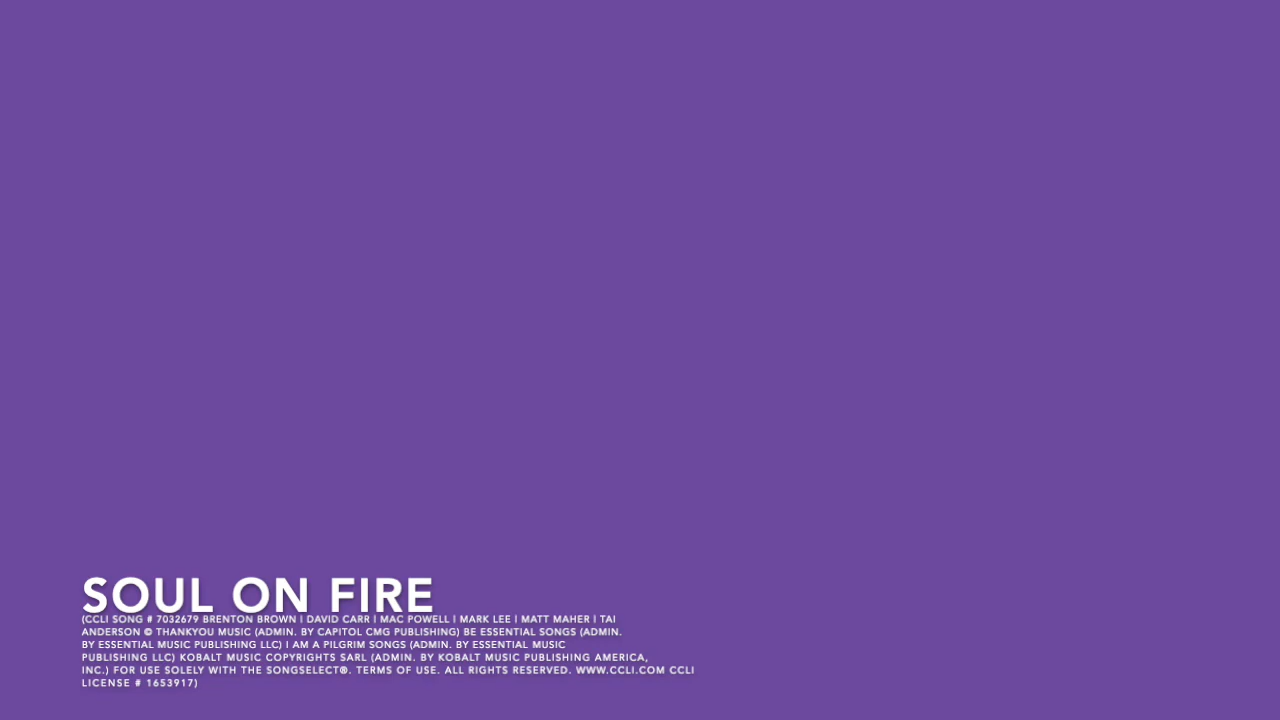 SOUL ON FIRE
(CCLI SONG # 7032679 BRENTON BROWN | DAVID CARR | MAC POWELL | MARK LEE | MATT MAHER | TAI
ANDERSON © THANKYOU MUSIC (ADMIN. BY CAPITOL CMG PUBLISHING) BE ESSENTIAL SONGS (ADMIN.
BY ESSENTIAL MUSIC PUBLISHING LLC) I AM A PILGRIM SONGS (ADMIN. BY ESSENTIAL MUSIC
PUBLISHING LLC) KOBALT MUSIC COPYRIGHTS SARL (ADMIN. BY KOBALT MUSIC PUBLISHING AMERICA,
INC.) FOR USE SOLELY WITH THE SONGSELECT®. TERMS OF USE. ALL RIGHTS RESERVED. WWW.CCLI.COM CCLI
LICENSE # 1653917)